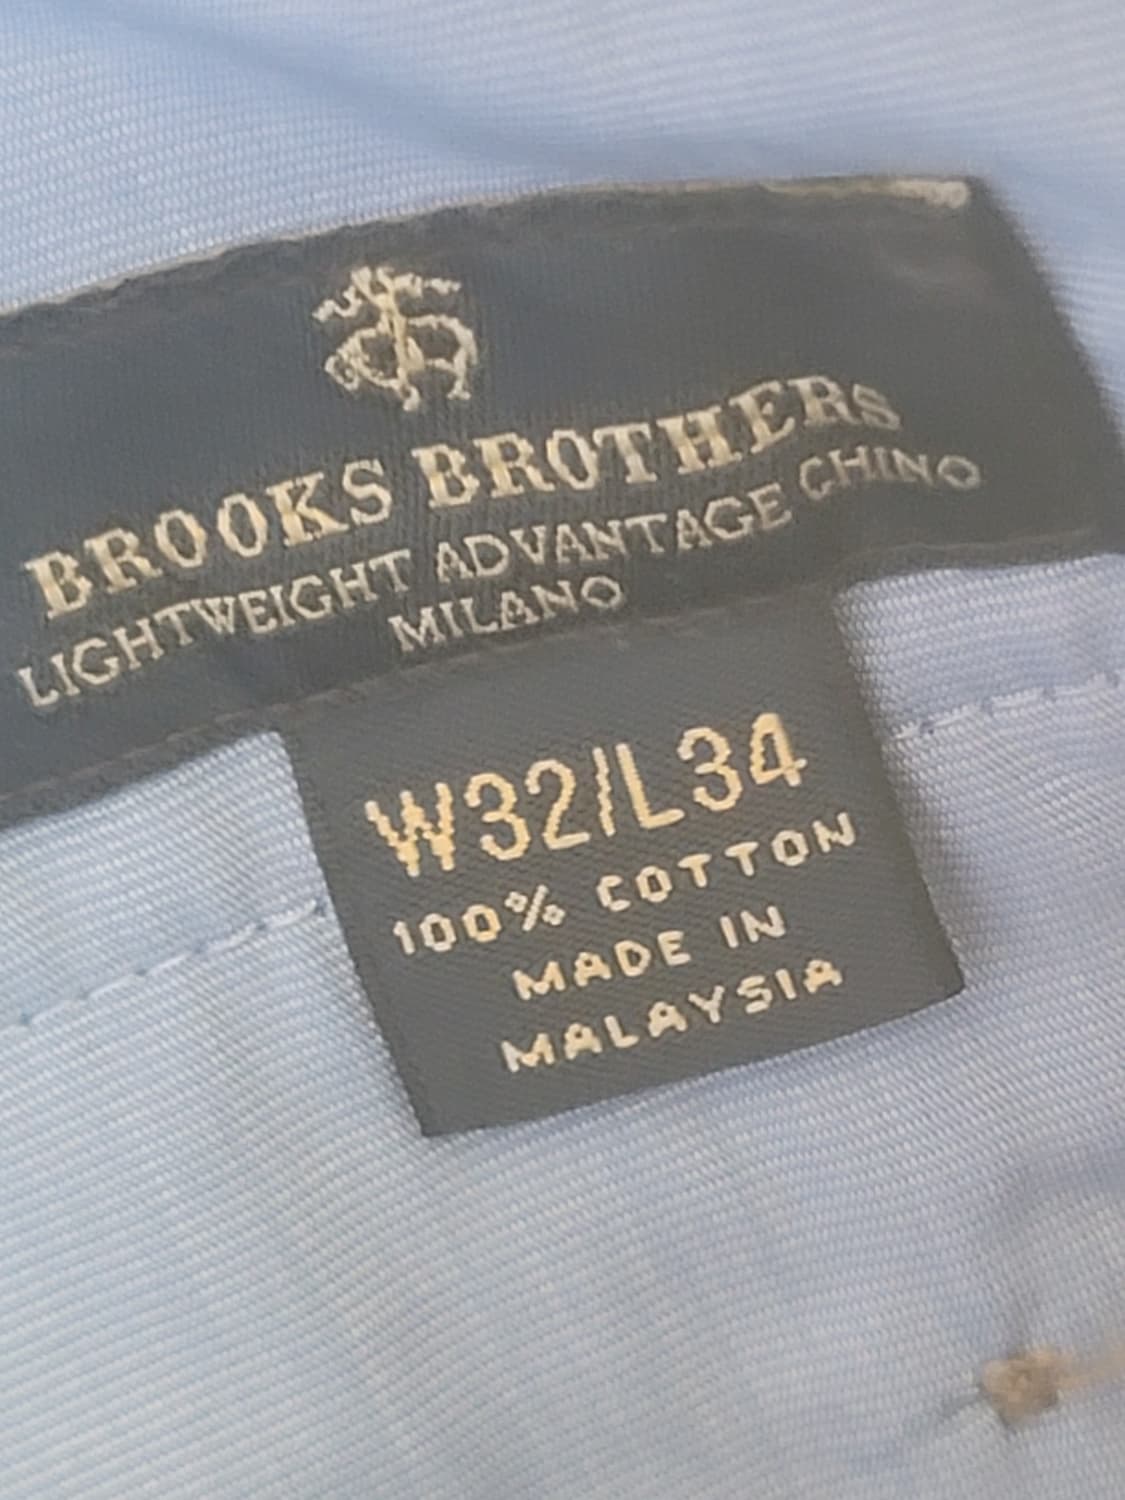 BROOKS BROTHERS
LIGHTWEIGHT ADVANTAGE CHINO
MILANO
W32/L34
100% COTTON
MADE IN
MALAYSIA